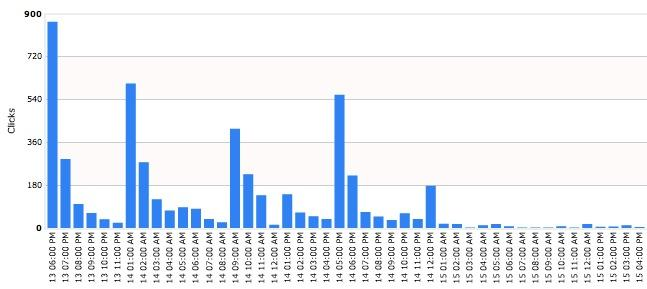 900
720
540
360
180
0
Clicks
13 06:00 PM
13 07:00 PM
13 08:00 PM
13 09:00 PM
13 10:00 PM
13 11:00 PM
14 01:00 AM
14 02:00 AM
14 03:00 AM
14 04:00 AM
14 05:00 AM
14 06:00 AM
14 07:00 AM
14 08:00 AM
14 09:00 AM
14 10:00 AM
14 11:00 AM
14 12:00 AM
14 01:00 PM
14 02:00 PM
14 03:00 PM
14 04:00 PM
14 05:00 PM
14 06:00 PM
14 07:00 PM
14 08:00 PM
14 09:00 PM
14 10:00 PM
14 11:00 PM
14 12:00 PM
15 01:00 AM
15 02:00 AM
15 03:00 AM
15 04:00 AM
15 05:00 AM
15 06:00 AM
15 07:00 AM
15 08:00 AM
15 09:00 AM
15 10:00 AM
15 11:00 AM
15 12:00 AM
15 01:00 PM
15 02:00 PM
15 03:00 PM
15 04:00 PM